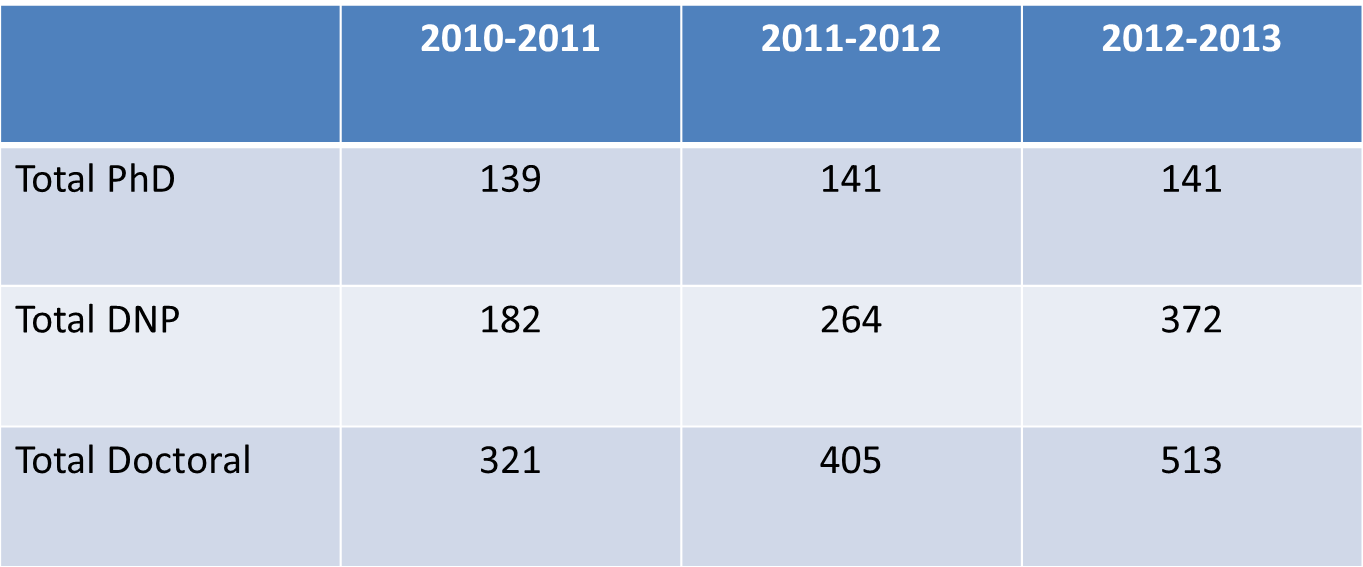 2010-2011 2011-2012 2012-2013
Total PhD 139 141 141
Total DNP 182 264 372
Total Doctoral 321 405 513